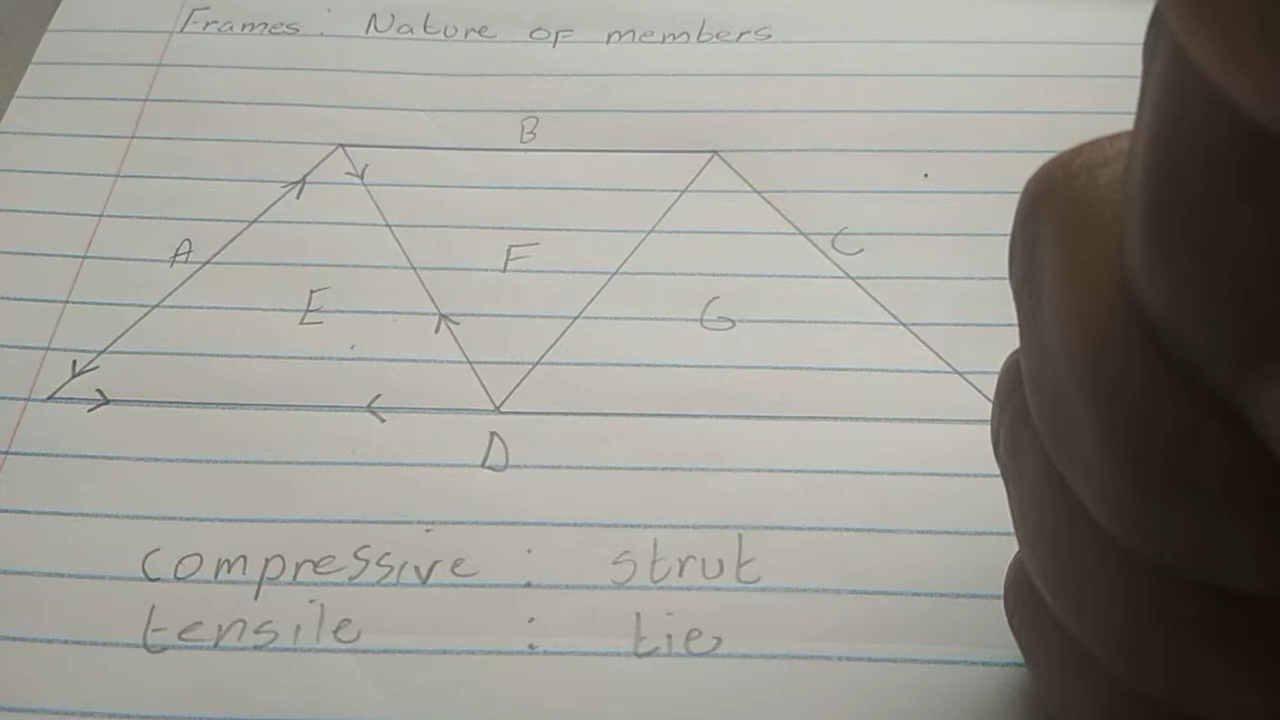 Frames: Nature of members
B
A
C
F
E
G
D
compressive : strut
tensile : tie